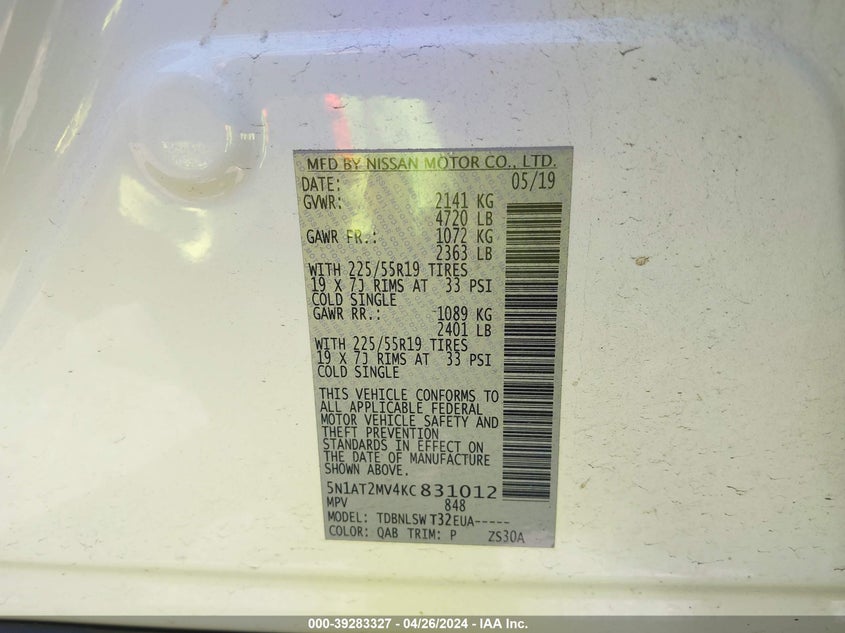 MFD BY NISSAN MOTOR CO., LTD.
DATE: 05/19
GVWR: 2141 KG
4720 LB
GAWR FR.: 1072 KG
2363 LB
WITH 225/55R19 TIRES
19 X 7J RIMS AT 33 PSI
COLD SINGLE
GAWR RR.: 1089 KG
2401 LB
WITH 225/55R19 TIRES
19 X 7J RIMS AT 33 PSI
COLD SINGLE
THIS VEHICLE CONFORMS TO
ALL APPLICABLE FEDERAL
MOTOR VEHICLE SAFETY AND
THEFT PREVENTION
STANDARDS IN EFFECT ON
THE DATE OF MANUFACTURE
SHOWN ABOVE.
5N1AT2MV4KC831012
MPV 848
MODEL: TDBNLSW T32EUA-----
COLOR: QAB TRIM: P ZS30A
000-39283327 / 04/26/2024 - IAA Inc.